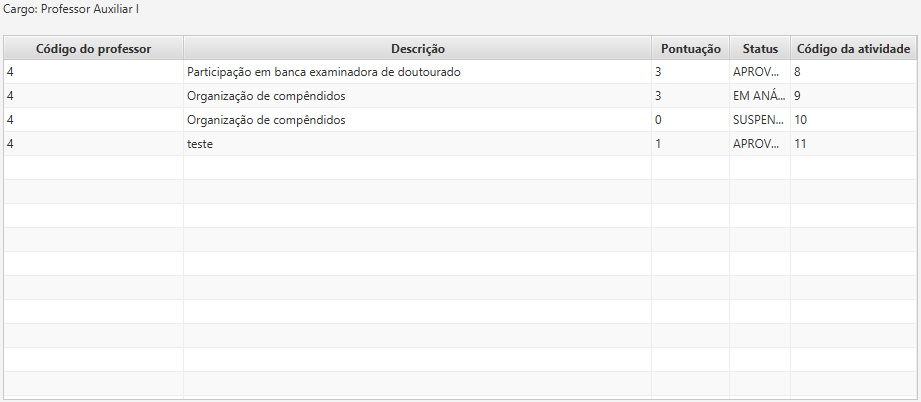 Cargo: Professor Auxiliar I
Código do professor Descrição Pontuação Status Código da atividade
4 Participação em banca examinadora de doutourado 3 APROV... 8
4 Organização de compêndidos 3 EM ANÁ... 9
4 Organização de compêndidos 0 SUSPEN... 10
4 teste 1 APROV... 11